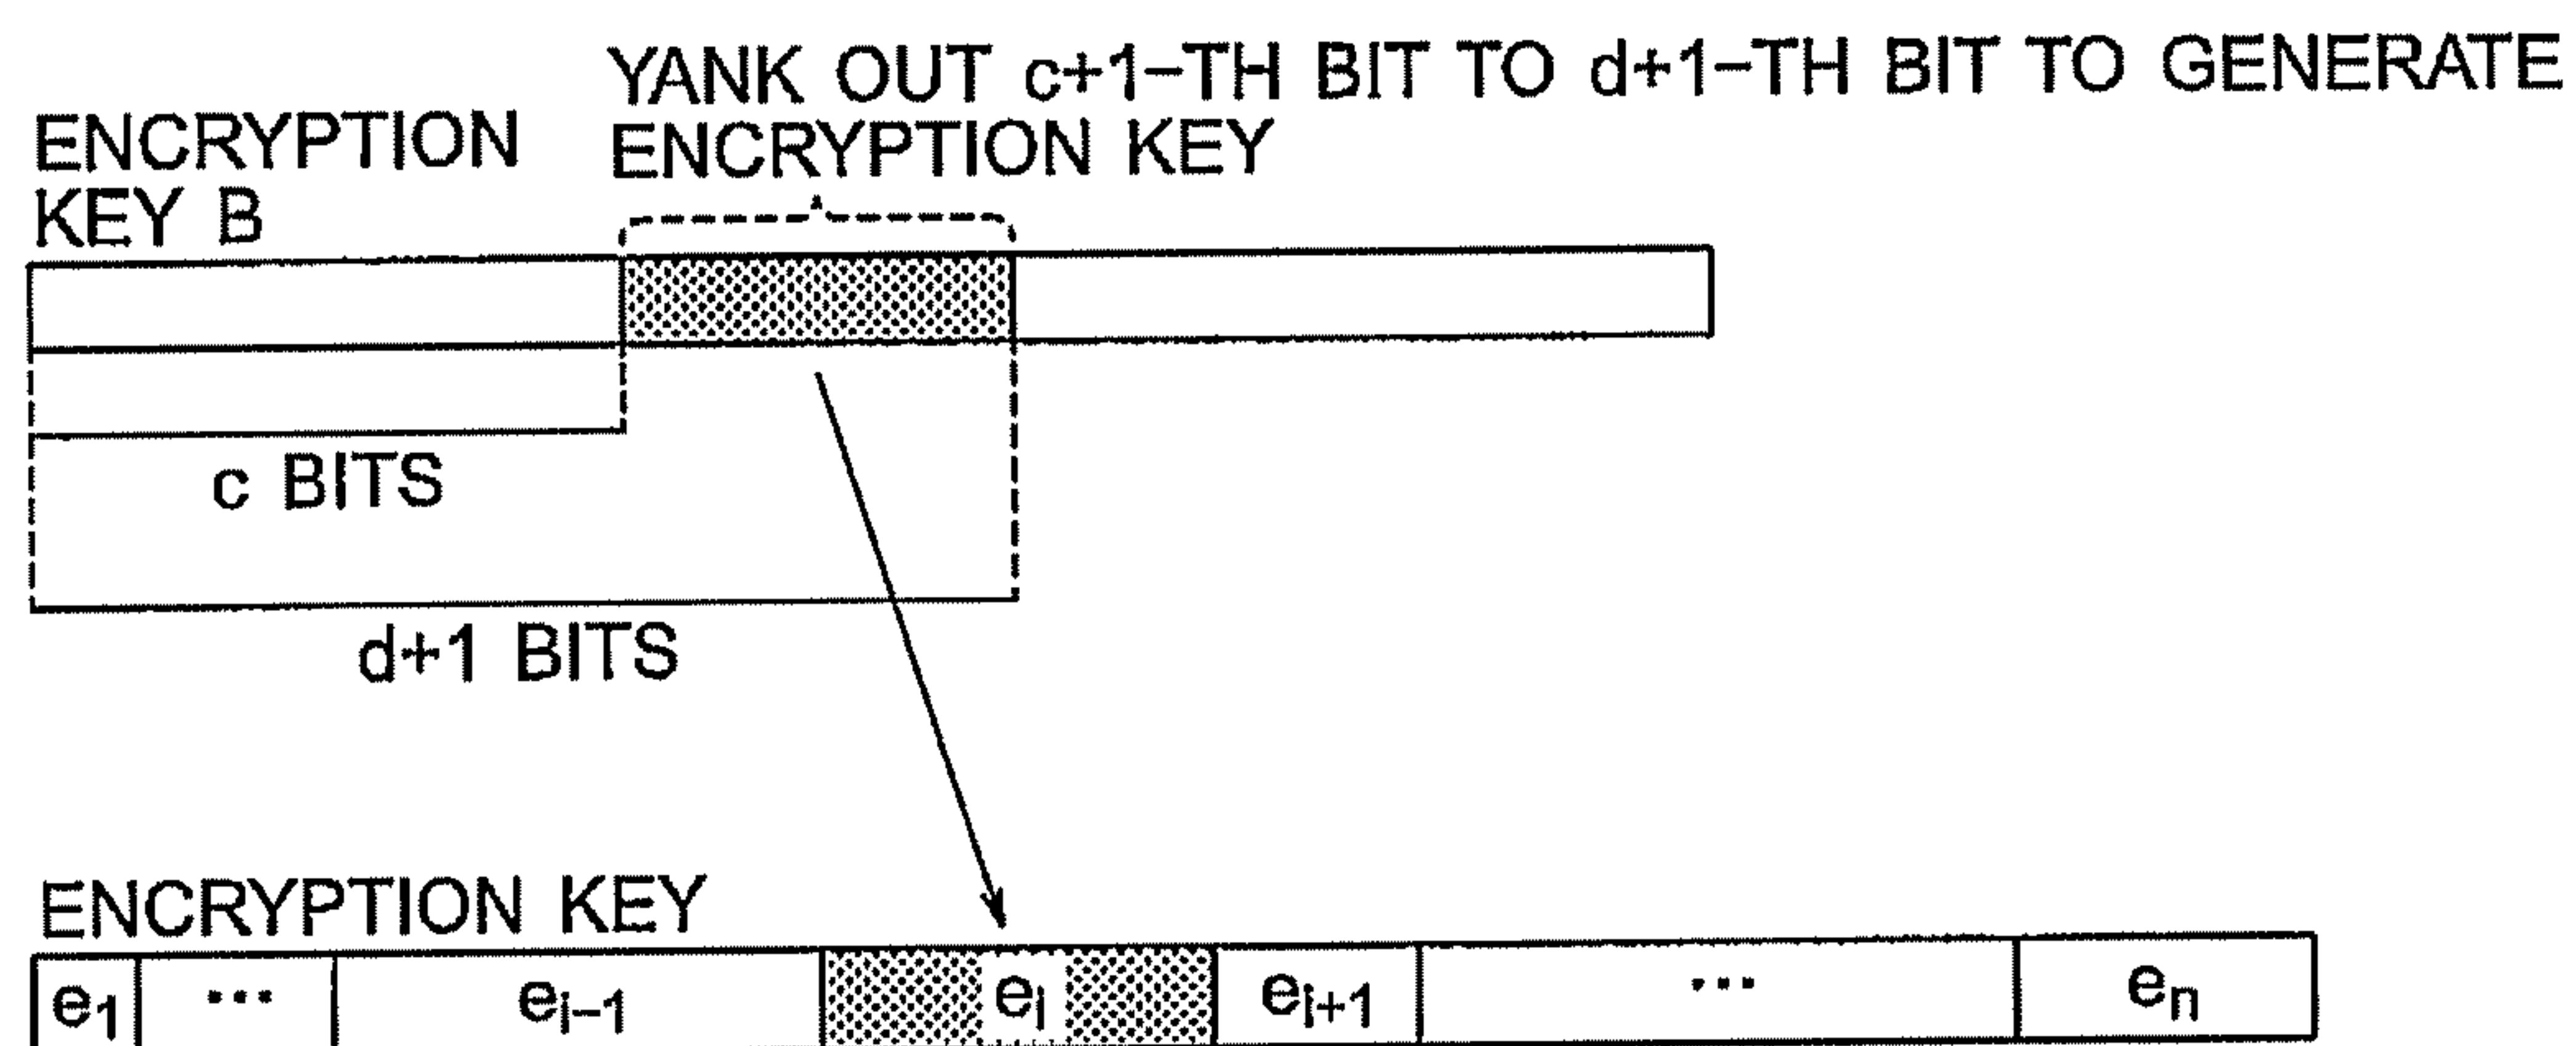 YANK OUT c+1-TH BIT TO d+1-TH BIT TO GENERATE
ENCRYPTION KEY
ENCRYPTION
KEY B
c BITS
d+1 BITS
ENCRYPTION KEY
e1 ... ei-1 ei ei+1 ... en